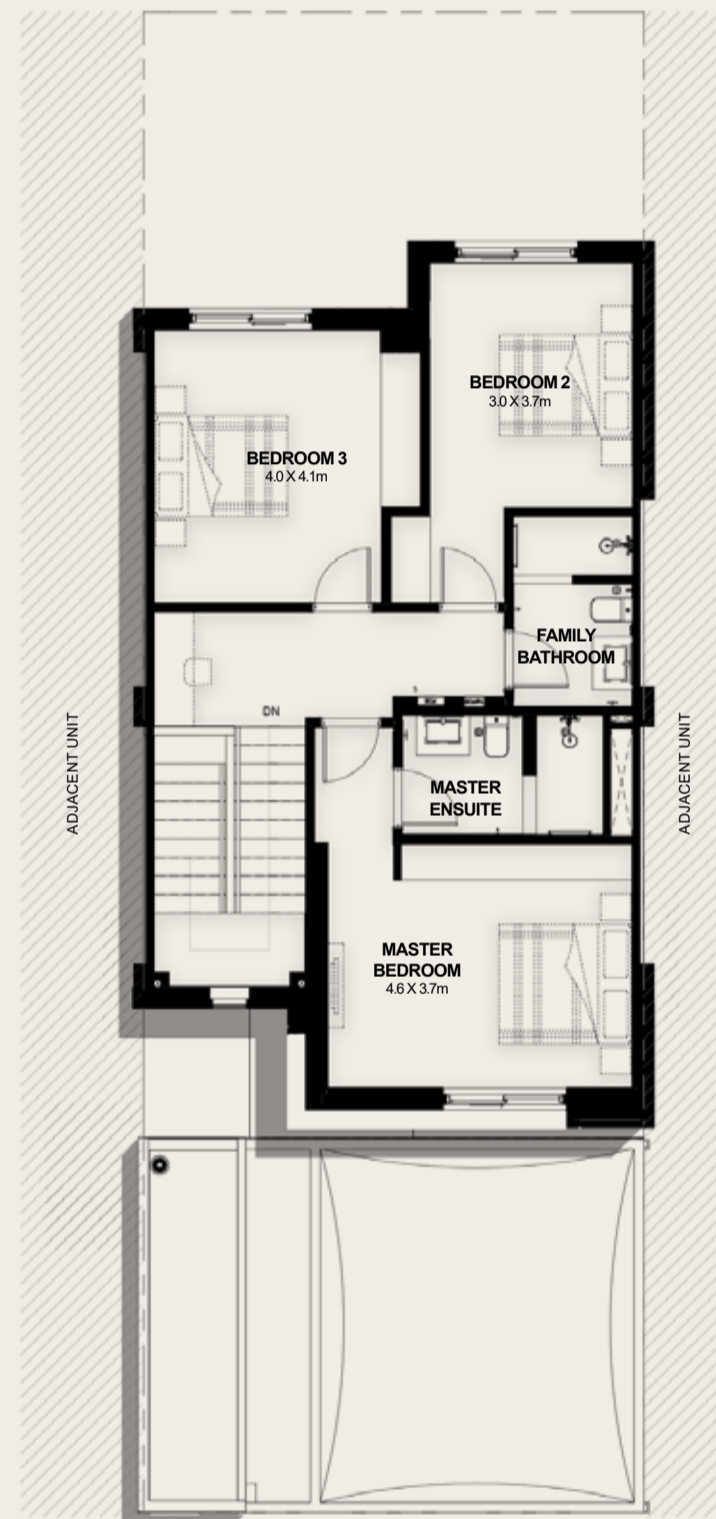 BEDROOM 2
3.0 X 3.7m
BEDROOM 3
4.0 X 4.1m
FAMILY
BATHROOM
DN
ADJACENT UNIT
ADJACENT UNIT
MASTER
ENSUITE
MASTER
BEDROOM
4.6 X 3.7m